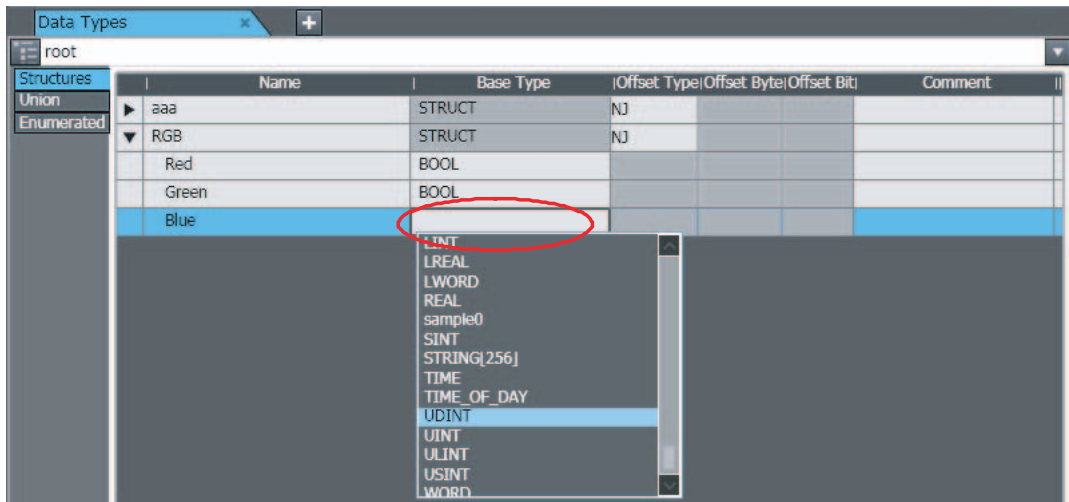 Data Types × +
root
Structures
Union
Enumerated
Name Base Type Offset Type Offset Byte Offset Bit Comment
aaa STRUCT NJ
RGB STRUCT NJ
Red BOOL
Green BOOL
Blue
LINT
LREAL
LWORD
REAL
sample0
SINT
STRING[256]
TIME
TIME_OF_DAY
UDINT
UINT
ULINT
USINT
WORD